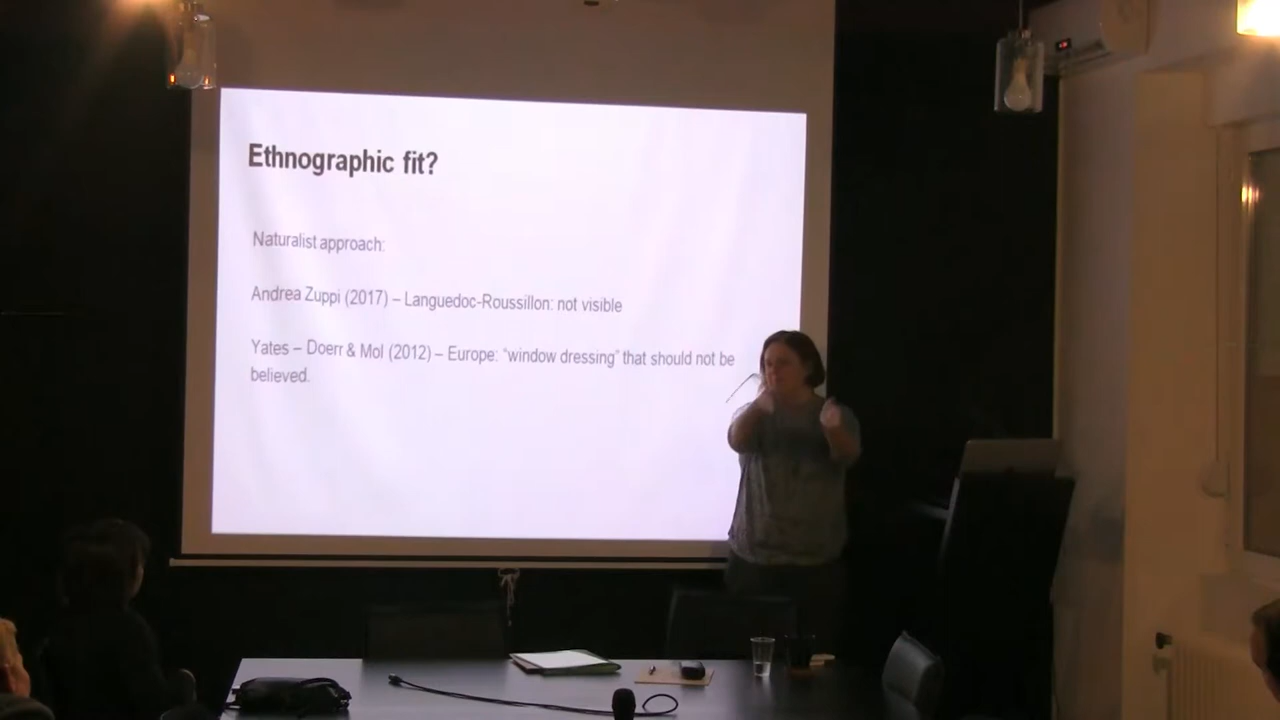 Ethnographic fit?
Naturalist approach:
Andrea Zuppi (2017) – Languedoc-Roussillon: not visible
Yates – Doerr & Mol (2012) – Europe: “window dressing” that should not be
believed.